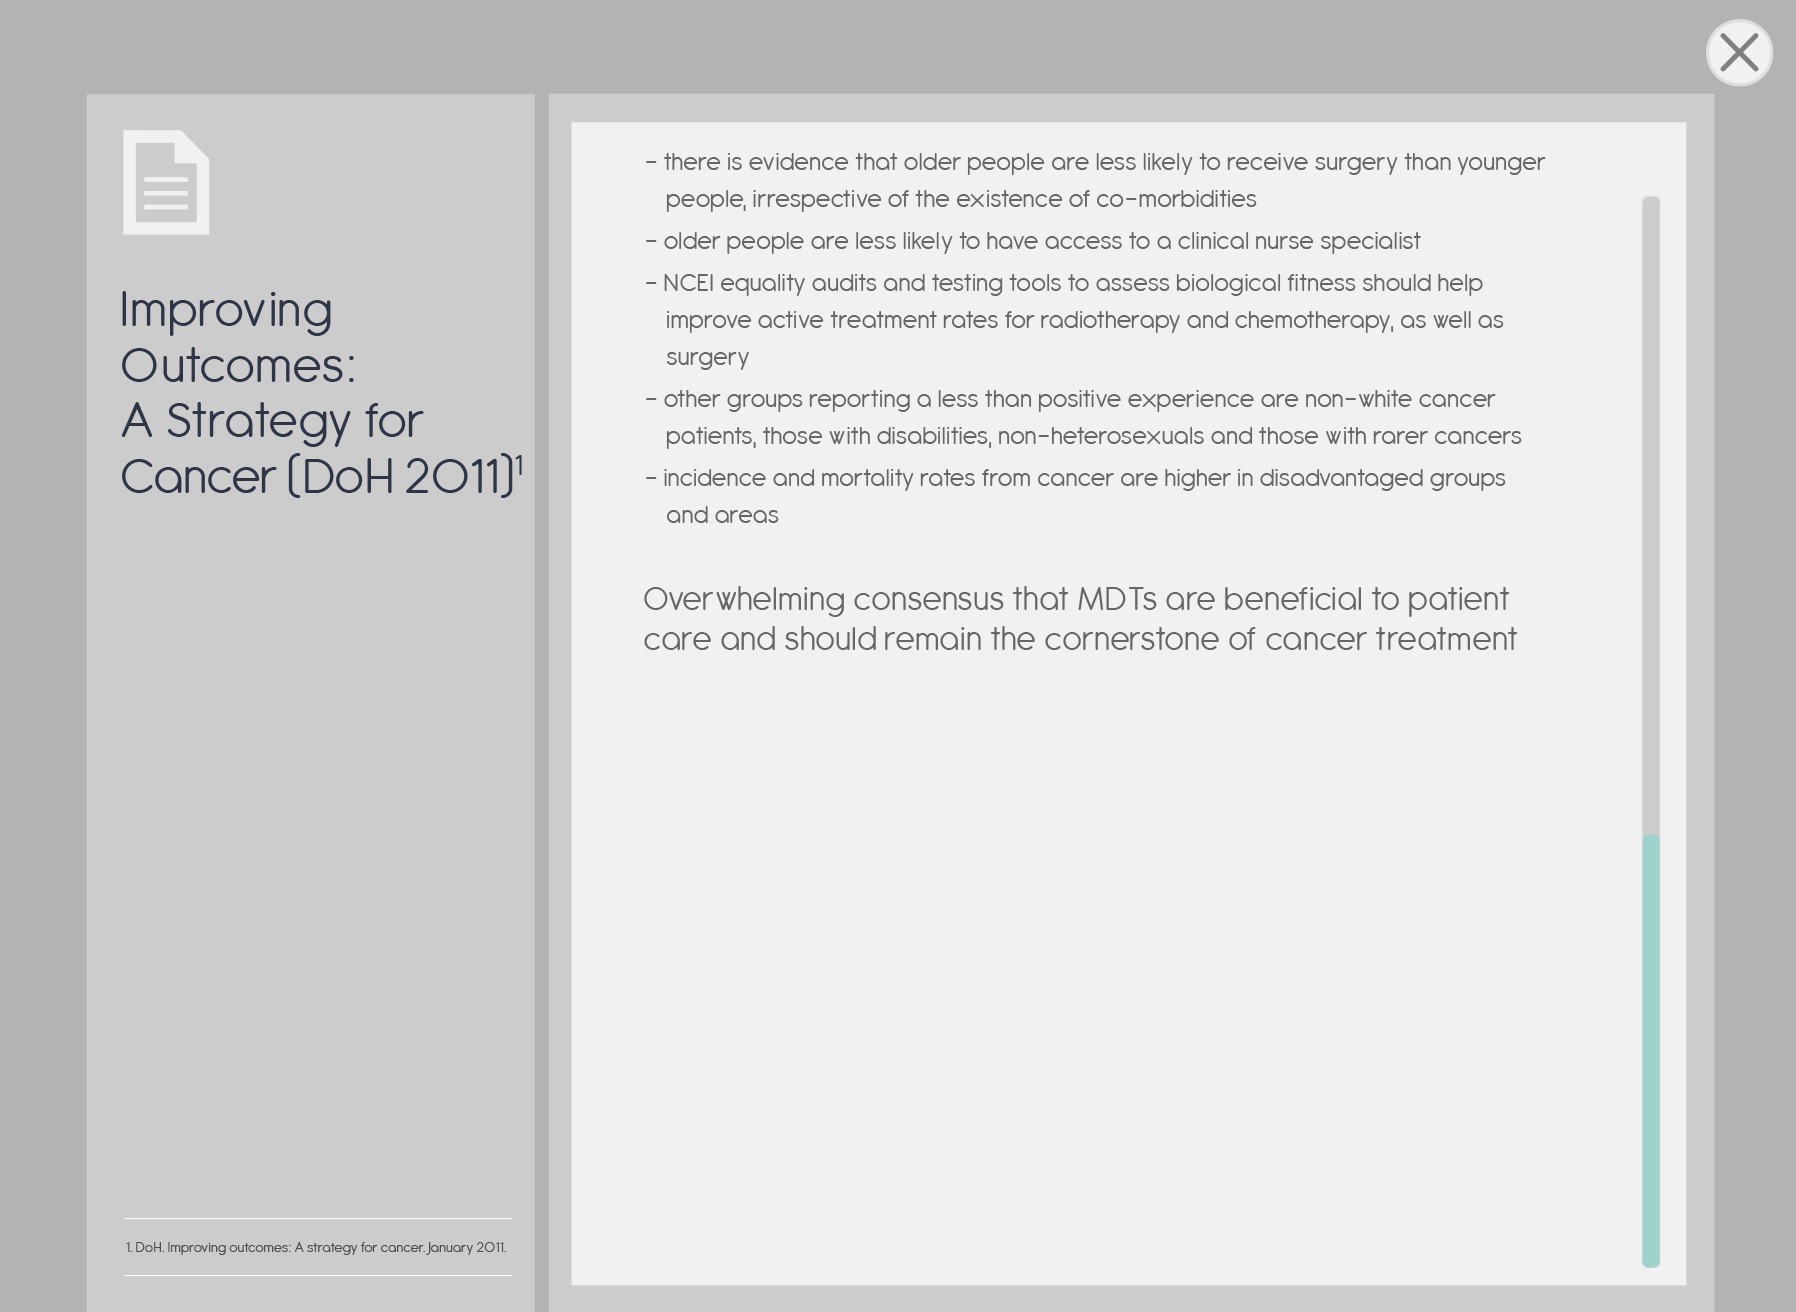 Improving
Outcomes:
A Strategy for
Cancer (DoH 2011)¹
1. DoH. Improving outcomes: A strategy for cancer. January 2011.
- there is evidence that older people are less likely to receive surgery than younger
people, irrespective of the existence of co-morbidities
- older people are less likely to have access to a clinical nurse specialist
- NCEI equality audits and testing tools to assess biological fitness should help
improve active treatment rates for radiotherapy and chemotherapy, as well as
surgery
- other groups reporting a less than positive experience are non-white cancer
patients, those with disabilities, non-heterosexuals and those with rarer cancers
- incidence and mortality rates from cancer are higher in disadvantaged groups
and areas
Overwhelming consensus that MDTs are beneficial to patient
care and should remain the cornerstone of cancer treatment